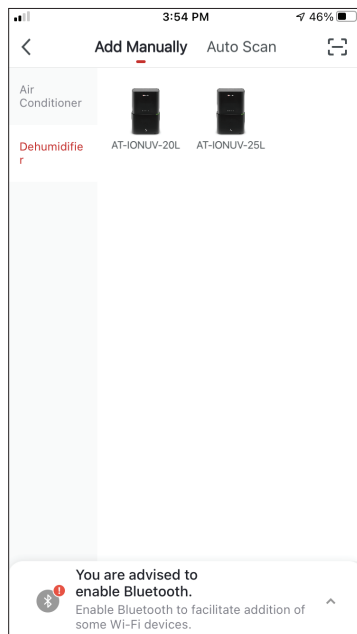 3:54 PM
46%
Add Manually Auto Scan
Air
Conditioner
Dehumidifie
r
AT-IONUV-20L AT-IONUV-25L
You are advised to
enable Bluetooth.
Enable Bluetooth to facilitate addition of
some Wi-Fi devices.